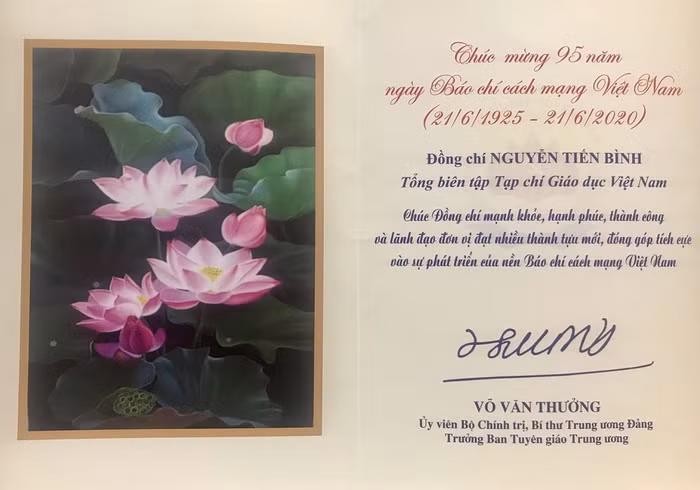 Chúc mừng 95 năm
ngày Báo chí cách mạng Việt Nam
(21/6/1925 - 21/6/2020)
Đồng chí NGUYỄN TIẾN BÌNH
Tổng biên tập Tạp chí Giáo dục Việt Nam
Chúc Đồng chí mạnh khỏe, hạnh phúc, thành công
và lãnh đạo đơn vị đạt nhiều thành tựu mới, đóng góp tích cực
vào sự phát triển của nền Báo chí cách mạng Việt Nam
VÕ VĂN THƯỞNG
Ủy viên Bộ Chính trị, Bí thư Trung ương Đảng
Trưởng Ban Tuyên giáo Trung ương